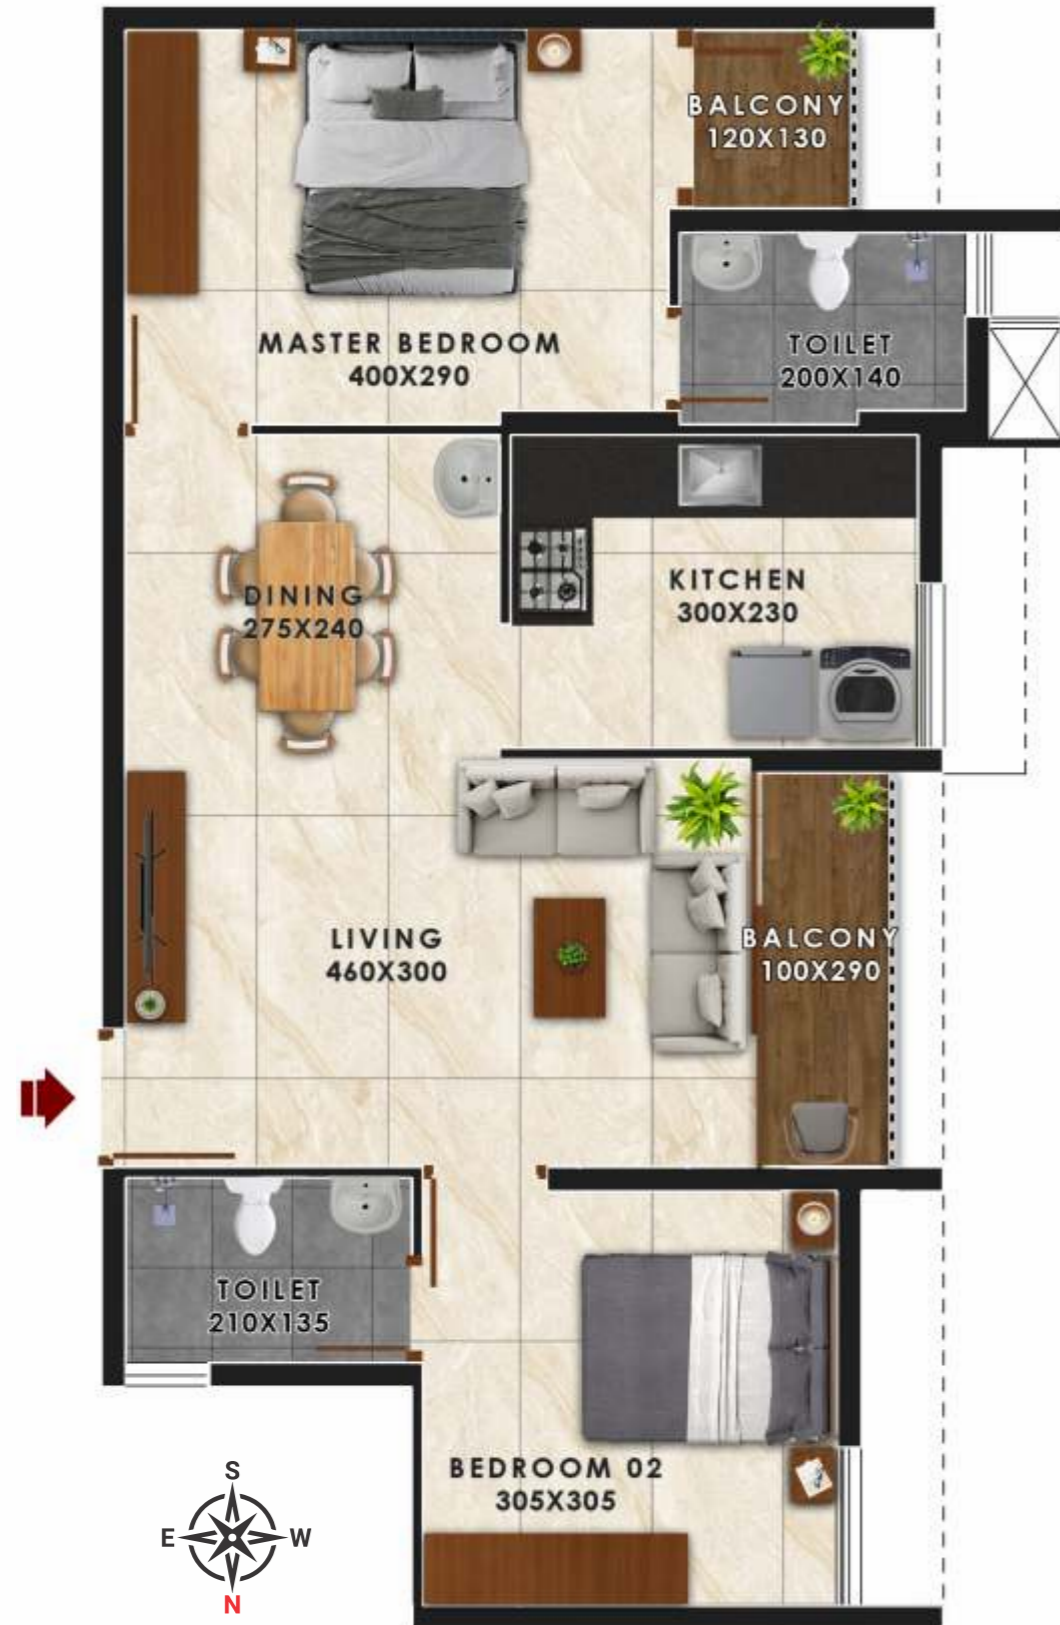 BALCONY
120X130
TOILET
200X140
MASTER BEDROOM
400X290
KITCHEN
300X230
DINING
275X240
LIVING
460X300
BALCONY
100X290
TOILET
210X135
BEDROOM 02
305X305
S
E W
N